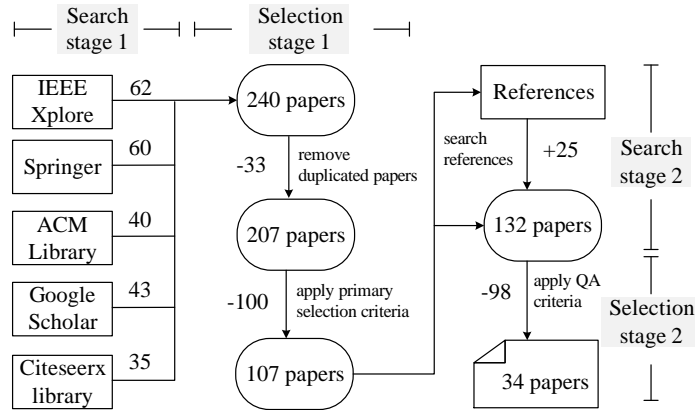 Search
stage 1
Selection
stage 1
IEEE
Xplore
62
Springer
60
ACM
Library
40
Google
Scholar
43
Citeseerx
library
35
240 papers
-33
remove
duplicated papers
207 papers
-100
apply primary
selection criteria
107 papers
References
search
references
+25
132 papers
-98
apply QA
criteria
34 papers
Search
stage 2
Selection
stage 2